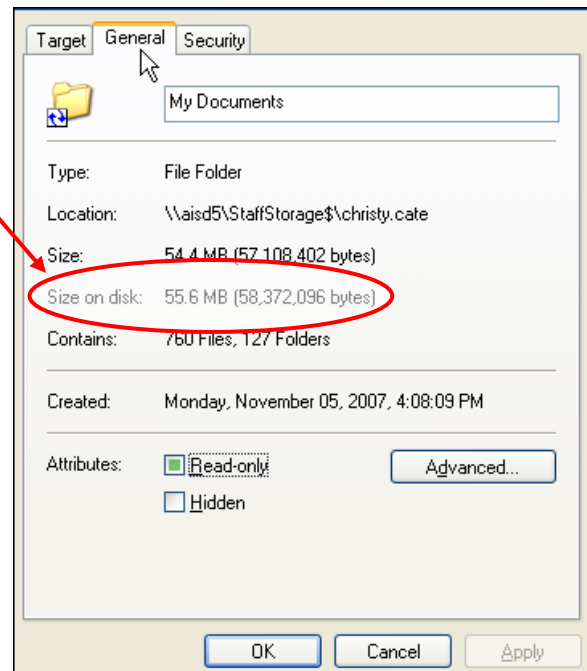 Target General Security
My Documents
Type: File Folder
Location: \\aisd5\StaffStorage$\christy.cate
Size: 54.4 MB (57,108,402 bytes)
Size on disk: 55.6 MB (58,372,096 bytes)
Contains: 760 Files, 127 Folders
Created: Monday, November 05, 2007, 4:08:09 PM
Attributes: Read-only Advanced...
Hidden
OK Cancel Apply